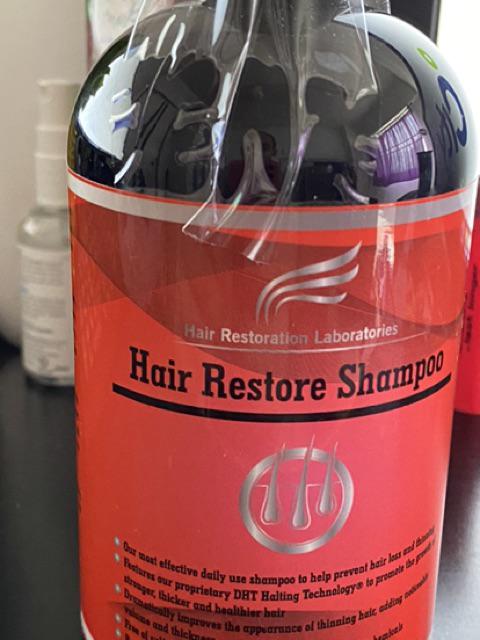 Hair Restoration Laboratories
Hair Restore Shampoo
Our most effective daily use shampoo to help prevent hair loss and thinning
Features our proprietary DHT Halting Technology® to promote the growth of
stronger, thicker and healthier hair
Dramatically improves the appearance of thinning hair, adding noticeable
volume and thickness
Free of